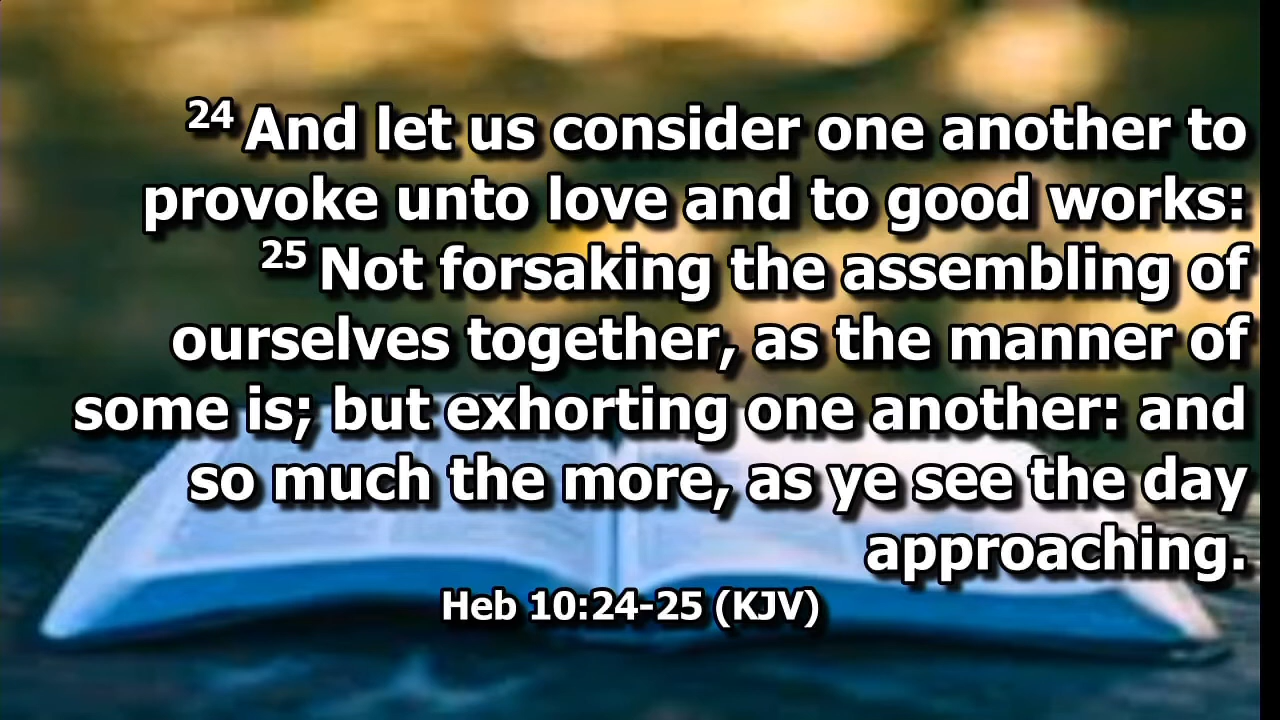 24 And let us consider one another to
provoke unto love and to good works:
25 Not forsaking the assembling of
ourselves together, as the manner of
some is; but exhorting one another: and
so much the more, as ye see the day
approaching.
Heb 10:24-25 (KJV)